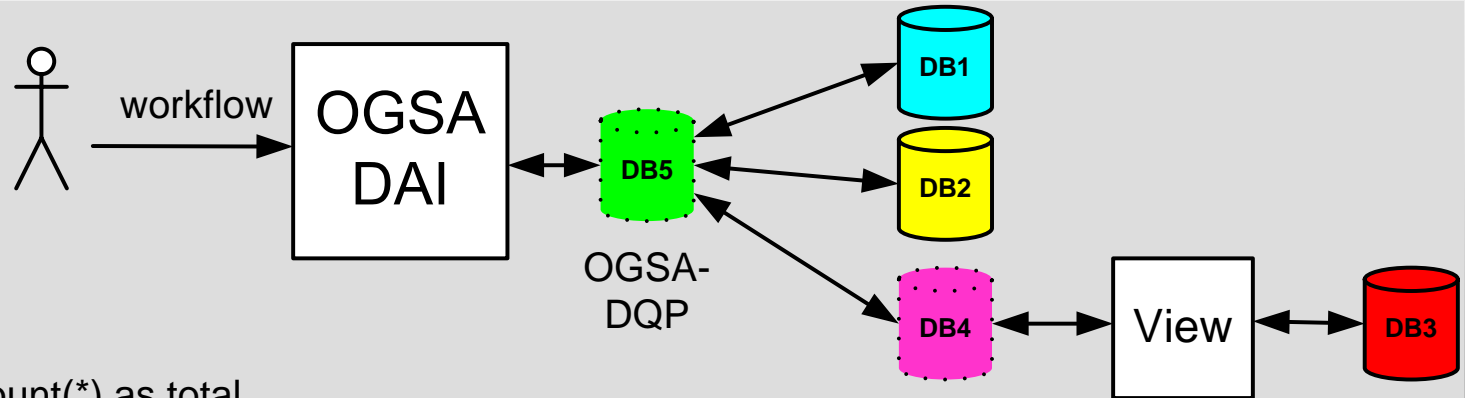 workflow
OGSA
DAI
DB5
OGSA-
DQP
DB1
DB2
DB4
View
DB3
as total